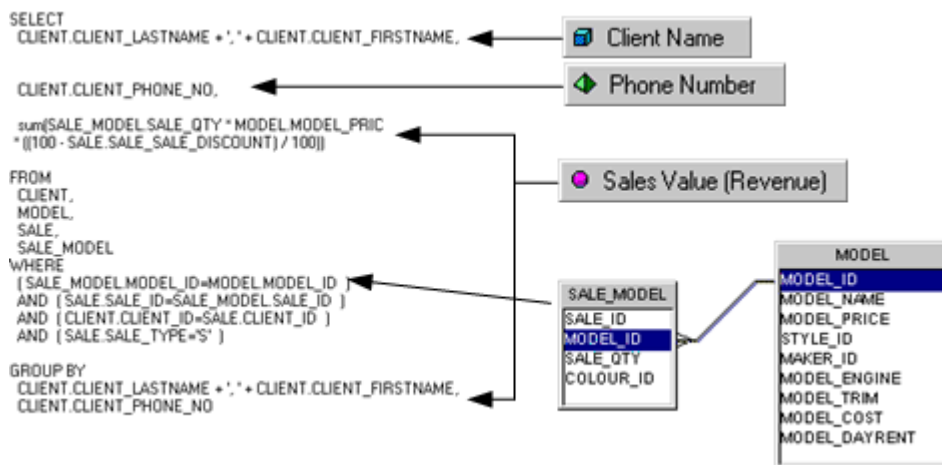 SELECT
CLIENT.CLIENT_LASTNAME + ', ' + CLIENT.CLIENT_FIRSTNAME,
CLIENT.CLIENT_PHONE_NO,
sum(SALE_MODEL.SALE_QTY * MODEL.MODEL_PRIC
* ((100 - SALE.SALE_SALE_DISCOUNT) / 100))
FROM
CLIENT,
MODEL,
SALE,
SALE_MODEL
WHERE
( SALE_MODEL.MODEL_ID=MODEL.MODEL_ID )
AND ( SALE.SALE_ID=SALE_MODEL.SALE_ID )
AND ( CLIENT.CLIENT_ID=SALE.CLIENT_ID )
AND ( SALE.SALE_TYPE='S' )
GROUP BY
CLIENT.CLIENT_LASTNAME + ', ' + CLIENT.CLIENT_FIRSTNAME,
CLIENT.CLIENT_PHONE_NO
Client Name
Phone Number
Sales Value (Revenue)
SALE_MODEL
SALE_ID
MODEL_ID
SALE_QTY
COLOUR_ID
MODEL
MODEL_ID
MODEL_NAME
MODEL_PRICE
STYLE_ID
MAKER_ID
MODEL_ENGINE
MODEL_TRIM
MODEL_COST
MODEL_DAYRENT